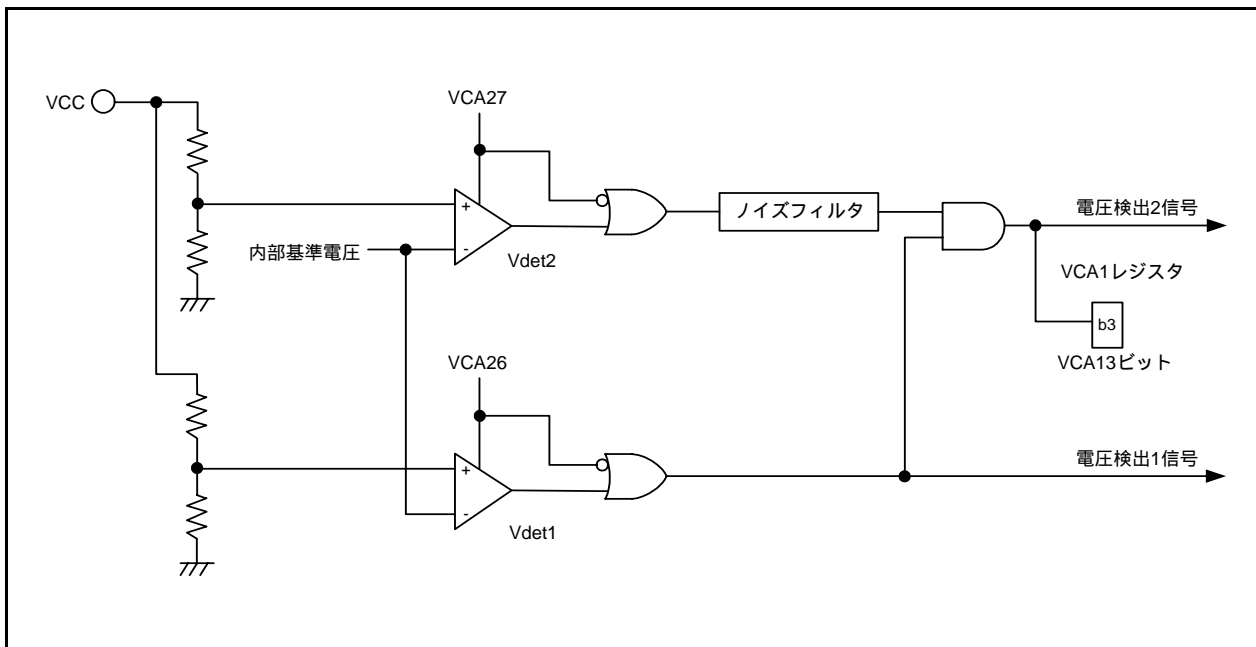 VCC
VCA27
+
-
内部基準電圧
Vdet2
ノイズフィルタ
電圧検出2信号
VCA1レジスタ
b3
VCA13ビット
VCA26
+
-
Vdet1
電圧検出1信号